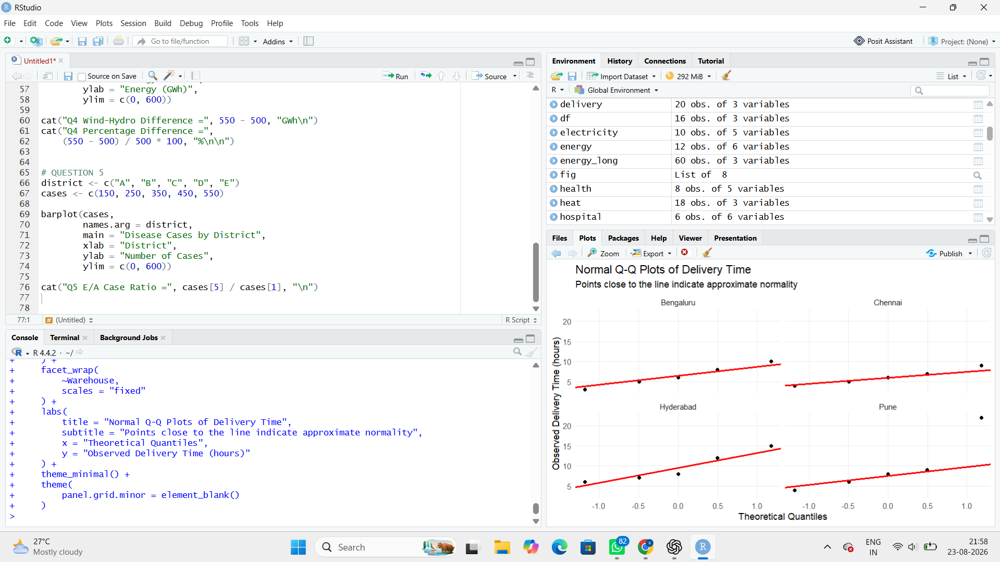 RStudio
File Edit Code View Plots Session Build Debug Profile Tools Help
Go to file/function Addins Posit Assistant Project: (None)
Untitled1*
Source on Save Run Source
57 ylab = "Energy (GWh)",
58 ylim = c(0, 600))
59
60 cat("Q4 Wind-Hydro Difference =", 550 - 500, "GWh\n")
61 cat("Q4 Percentage Difference =",
62 (550 - 500) / 500 * 100, "%\n\n")
63
64
65 # QUESTION 5
66 district <- c("A", "B", "C", "D", "E")
67 cases <- c(150, 250, 350, 450, 550)
68
69 barplot(cases,
70 names.arg = district,
71 main = "Disease Cases by District",
72 xlab = "District",
73 ylab = "Number of Cases",
74 ylim = c(0, 600))
75
76 cat("Q5 E/A Case Ratio =", cases[5] / cases[1], "\n")
77
78
77:1 # (Untitled) R Script
Console Terminal Background Jobs
R R 4.4.2 · ~/
+ ) +
+ facet_wrap(
+ ~Warehouse,
+ scales = "fixed"
+ ) +
+ labs(
+ title = "Normal Q-Q Plots of Delivery Time",
+ subtitle = "Points close to the line indicate approximate normality",
+ x = "Theoretical Quantiles",
+ y = "Observed Delivery Time (hours)"
+ ) +
+ theme_minimal() +
+ theme(
+ panel.grid.minor = element_blank()
+ )
>
Environment History Connections Tutorial
Import Dataset 292 MiB List
R Global Environment
delivery 20 obs. of 3 variables
df 16 obs. of 3 variables
electricity 10 obs. of 5 variables
energy 12 obs. of 6 variables
energy_long 60 obs. of 3 variables
fig List of 8
health 8 obs. of 5 variables
heat 18 obs. of 3 variables
hospital 6 obs. of 6 variables
Files Plots Packages Help Viewer Presentation
Zoom Export Publish
Normal Q-Q Plots of Delivery Time
Points close to the line indicate approximate normality
Bengaluru Chennai
20
15
10
5
Hyderabad Pune
20
15
10
5
Observed Delivery Time (hours)
-1.0 -0.5 0.0 0.5 1.0 -1.0 -0.5 0.0 0.5 1.0
Theoretical Quantiles
27°C
Mostly cloudy
Search
82
ENG
IN
21:58
23-08-2026